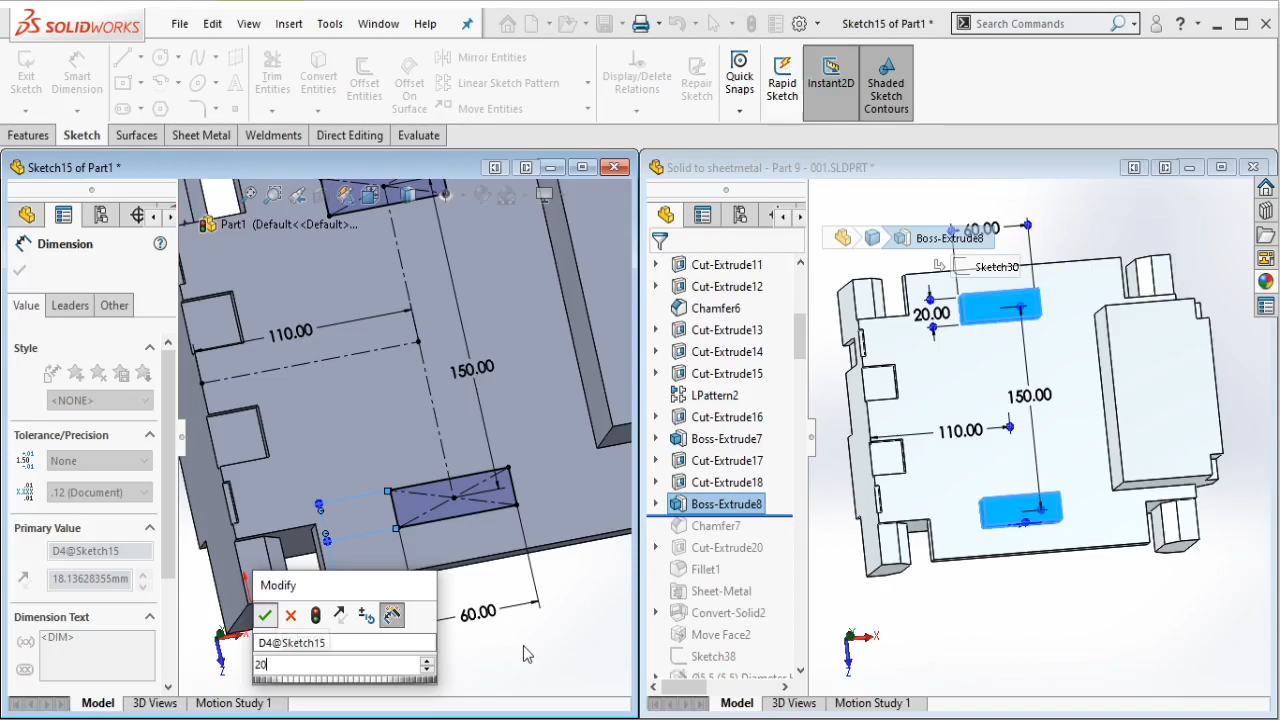 SOLIDWORKS File Edit View Insert Tools Window Help Sketch15 of Part1 * Search Commands ?
Exit Sketch
Smart Dimension
Trim Entities
Convert Entities
Offset Entities
Offset On Surface
Mirror Entities
Linear Sketch Pattern
Move Entities
Display/Delete Relations
Repair Sketch
Quick Snaps
Rapid Sketch
Instant2D
Shaded Sketch Contours
Features Sketch Surfaces Sheet Metal Weldments Direct Editing Evaluate
Sketch15 of Part1 *
Part1 (Default<<Default>...
Dimension
Value Leaders Other
Style
<NONE>
Tolerance/Precision
None
.12 (Document)
Primary Value
D4@Sketch15
18.13628355mm
Dimension Text
<DIM>
110.00
150.00
60.00
Modify
D4@Sketch15
20
X
Z
Model 3D Views Motion Study 1
Solid to sheetmetal - Part 9 - 001.SLDPRT *
Cut-Extrude11
Cut-Extrude12
Chamfer6
Cut-Extrude13
Cut-Extrude14
Cut-Extrude15
LPattern2
Cut-Extrude16
Boss-Extrude7
Cut-Extrude17
Cut-Extrude18
Boss-Extrude8
Chamfer7
Cut-Extrude20
Fillet1
Sheet-Metal
Convert-Solid2
Move Face2
Sketch38
Ø5.5 (5.5) Diameter
60.00
Boss-Extrude8
Sketch30
20.00
150.00
110.00
X
Z
Model 3D Views Motion Study 1